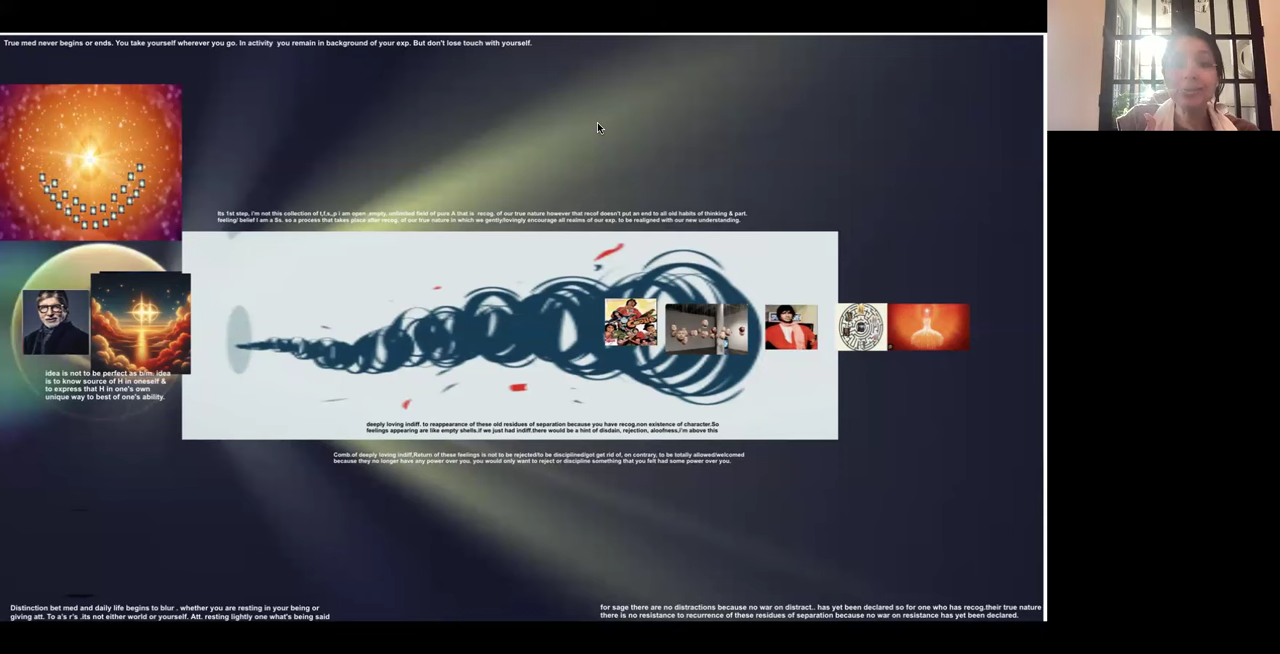 True med never begins or ends. You take yourself wherever you go. In activity you remain in background of your exp. But don't lose touch with yourself.
Its 1st step, i'm not this collection of t,f,s,,p i am open ,empty, unlimited field of pure A that is recog. of our true nature however that recof doesn't put an end to all old habits of thinking & part.
feeling/ belief I am a Ss. so a process that takes place after recog. of our true nature in which we gently/lovingly encourage all realms of our exp. to be realigned with our new understanding.
idea is not to be perfect as b/m. idea
is to know source of H in oneself &
to express that H in one's own
unique way to best of one's ability.
deeply loving indiff. to reappearance of these old residues of separation because you have recog.non existence of character.So
feelings appearing are like empty shells.if we just had indiff.there would be a hint of disdain, rejection, aloofness,i'm above this
Comb.of deeply loving indiff,Return of these feelings is not to be rejected/to be disciplined/got get rid of, on contrary, to be totally allowed/welcomed
because they no longer have any power over you. you would only want to reject or discipline something that you felt had some power over you.
Distinction bet med and daily life begins to blur . whether you are resting in your being or
giving att. To a's r's .its not either world or yourself. Att. resting lightly one what's being said
for sage there are no distractions because no war on distract.. has yet been declared so for one who has recog.their true nature
there is no resistance to recurrence of these residues of separation because no war on resistance has yet been declared.